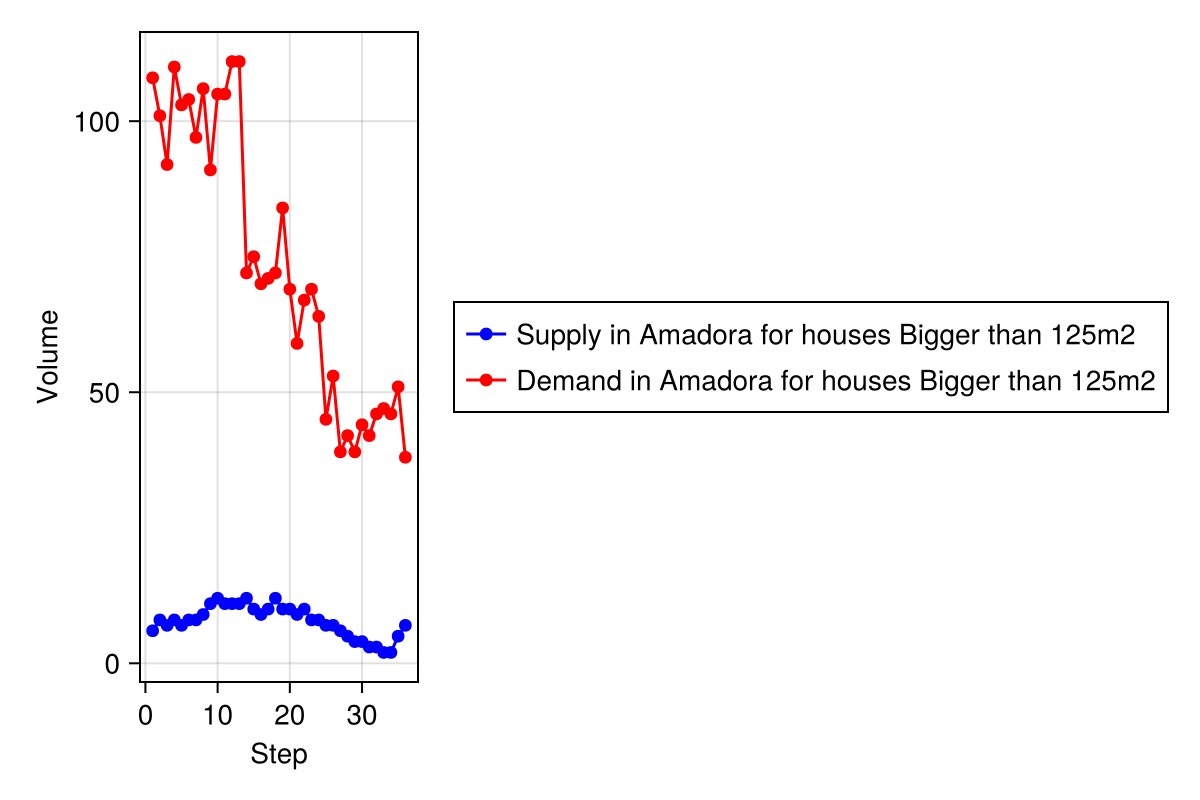 Volume
100
50
0
0 10 20 30
Step
Supply in Amadora for houses Bigger than 125m2
Demand in Amadora for houses Bigger than 125m2